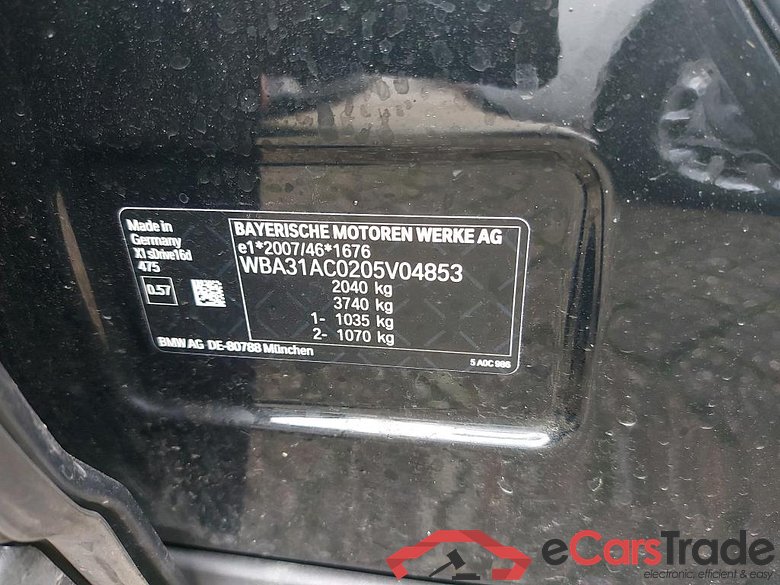 Made in
Germany
X1 sDrive16d
475
0.57
BAYERISCHE MOTOREN WERKE AG
e1*2007/46*1676
WBA31AC0205V04853
2040 kg
3740 kg
1- 1035 kg
2- 1070 kg
BMW AG DE-80788 München
5 A0C 985
eCarsTrade
electronic, efficient & easy